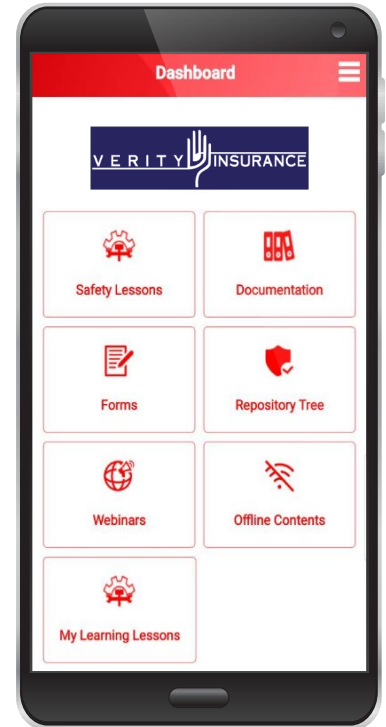 Dashboard
VERITY INSURANCE
Safety Lessons
Documentation
Forms
Repository Tree
Webinars
Offline Contents
My Learning Lessons